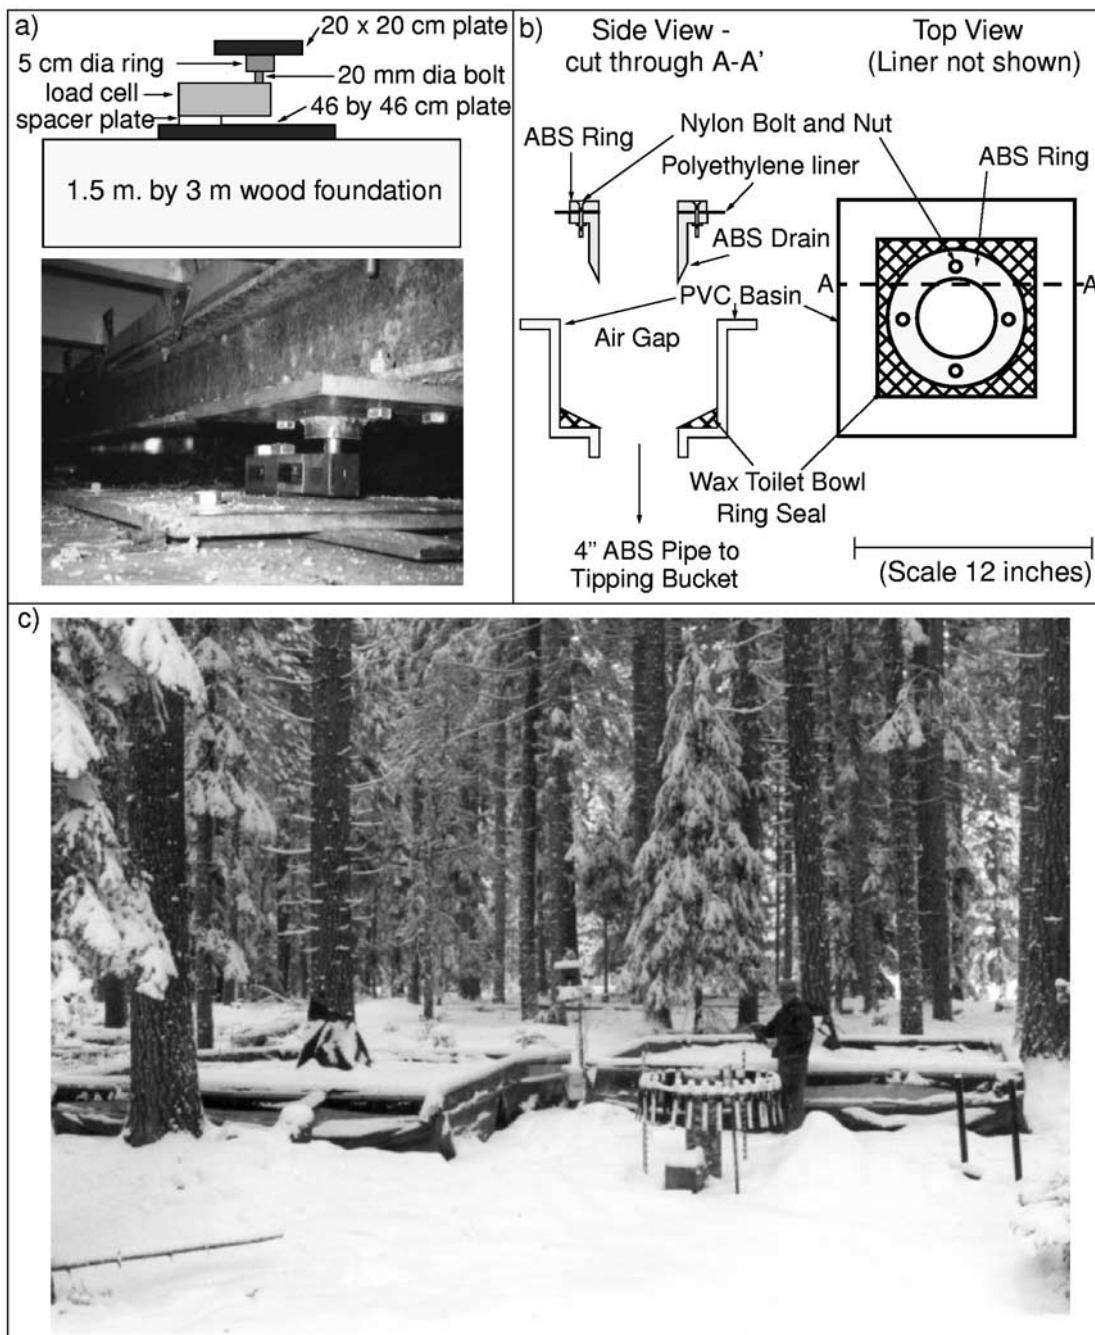 a)
20 x 20 cm plate
5 cm dia ring
20 mm dia bolt
load cell
46 by 46 cm plate
spacer plate
1.5 m. by 3 m wood foundation
b)
Side View -
cut through A-A'
Top View
(Liner not shown)
Nylon Bolt and Nut
ABS Ring
ABS Ring
Polyethylene liner
ABS Drain
A
A
PVC Basin
Air Gap
Wax Toilet Bowl
Ring Seal
4" ABS Pipe to
Tipping Bucket
(Scale 12 inches)
c)